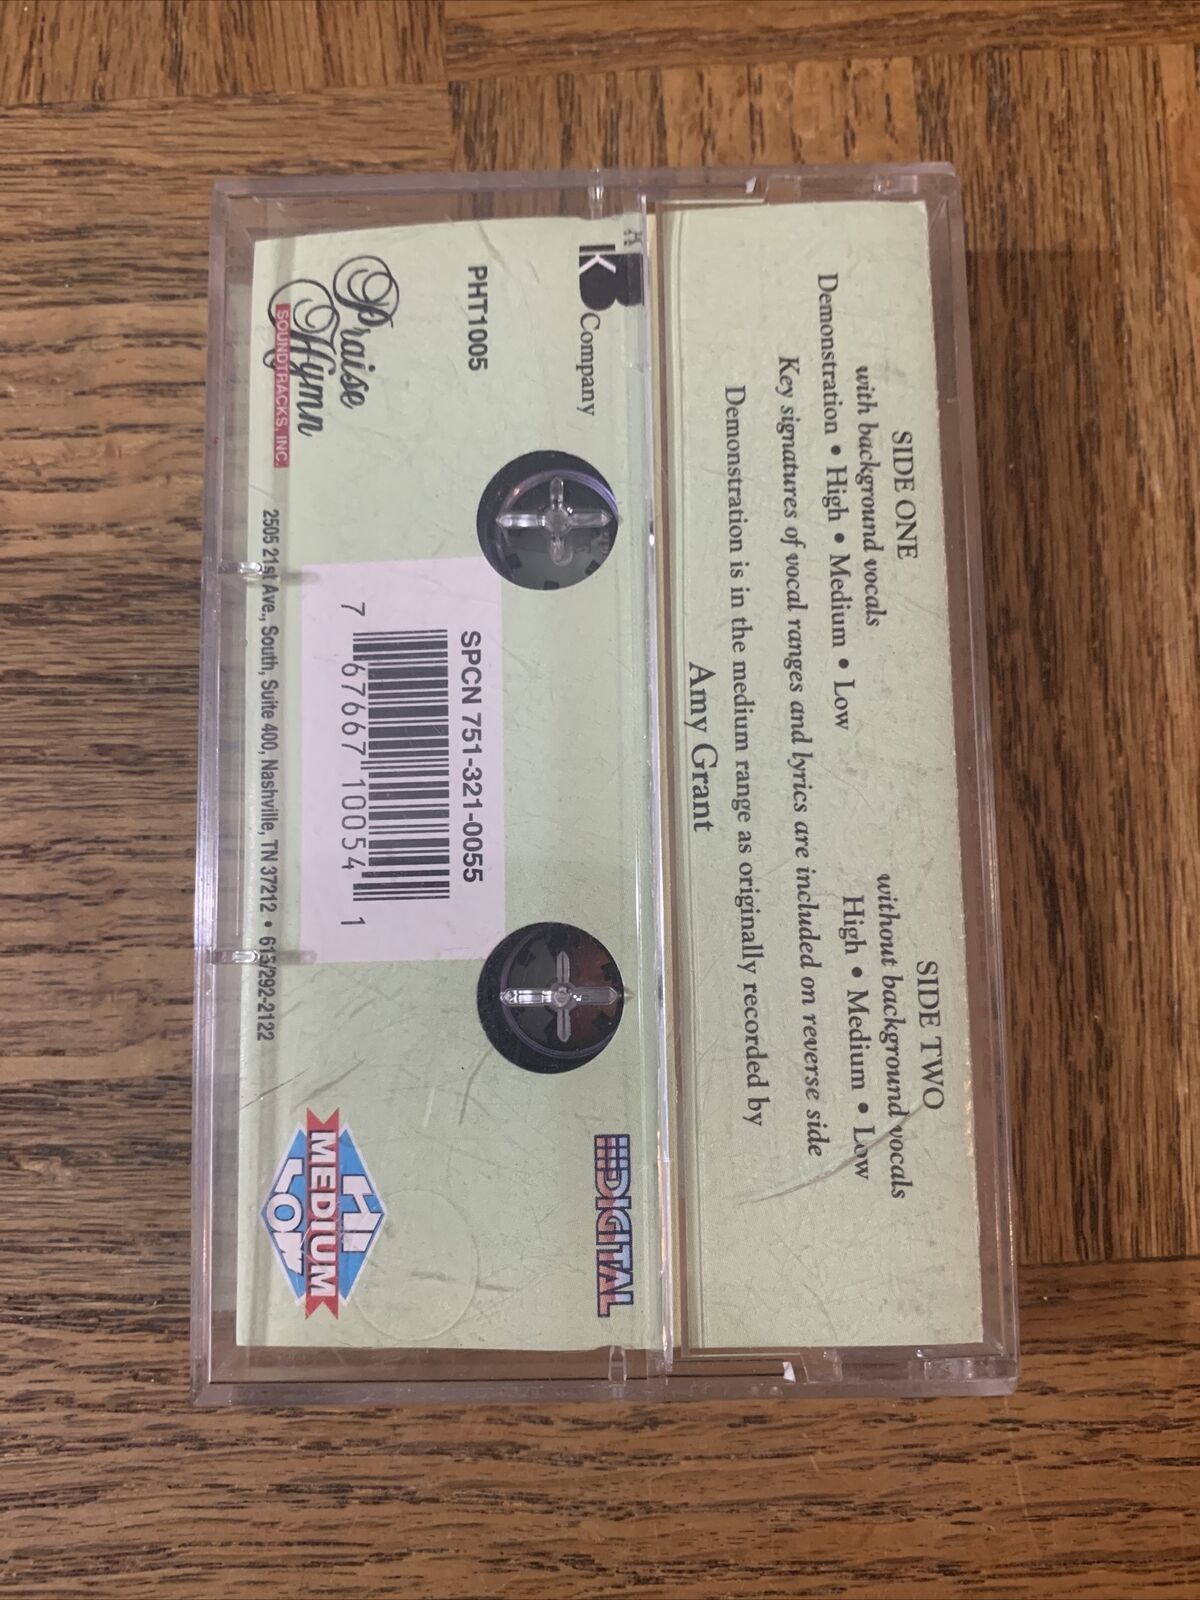 SIDE ONE
with background vocals
Demonstration • High • Medium • Low
SIDE TWO
without background vocals
High • Medium • Low
Key signatures of vocal ranges and lyrics are included on reverse side
Demonstration is in the medium range as originally recorded by
Amy Grant
A
KB Company
DIGITAL
PHT1005
SPCN 751-321-0055
7 67667 10054 1
Praise
Hymn
SOUNDTRACKS, INC.
HI
MEDIUM
LOW
2505 21st Ave., South, Suite 400, Nashville, TN 37212 • 615/292-2122